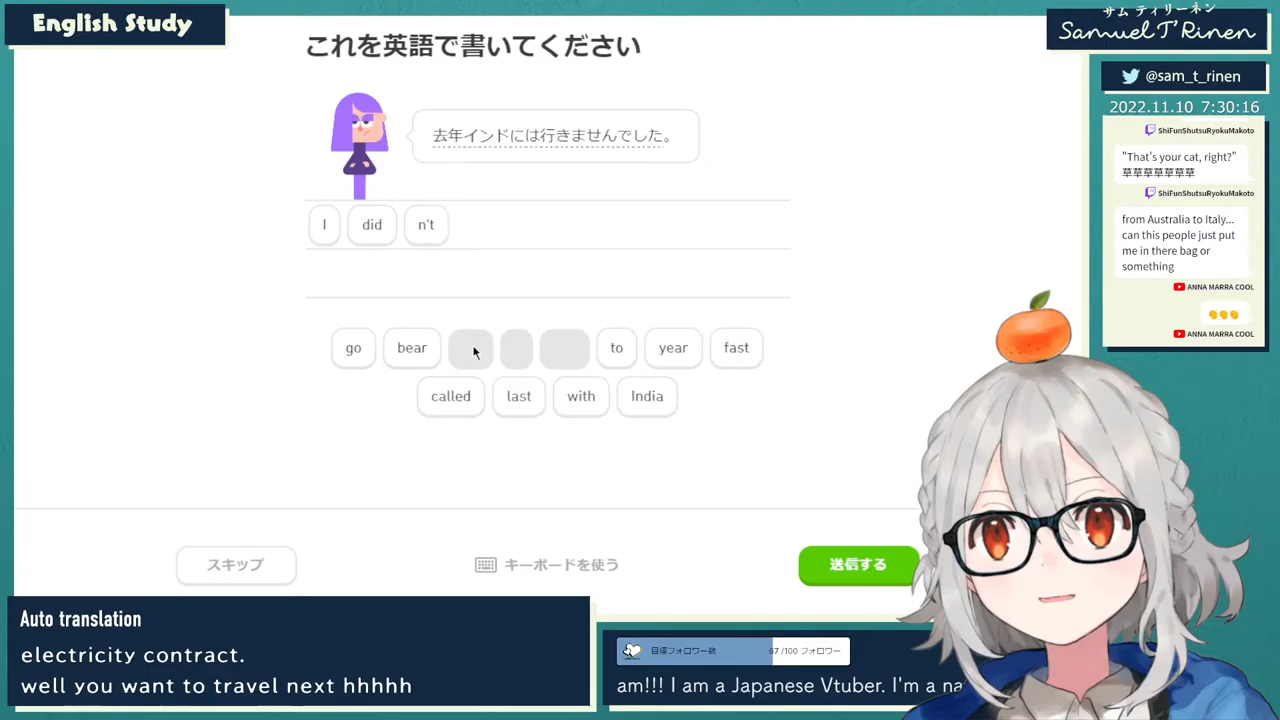 English Study
これを英語で書いてください
去年インドには行きませんでした。
I did n't
go bear to year fast
called last with India
スキップ
キーボードを使う
送信する
Auto translation
electricity contract.
well you want to travel next hhhhh
目標フォロワー数 67 /100 フォロワー
am!!! I am a Japanese Vtuber. I'm a na
サム ティリーネン
Samuel T'Rinen
@sam_t_rinen
2022.11.10 7:30:16
ShiFunShutsuRyokuMakoto
"That's your cat, right?"
草草草草草草草
ShiFunShutsuRyokuMakoto
from Australia to Italy...
can this people just put
me in there bag or
something
ANNA MARRA COOL
👏👏👏
ANNA MARRA COOL